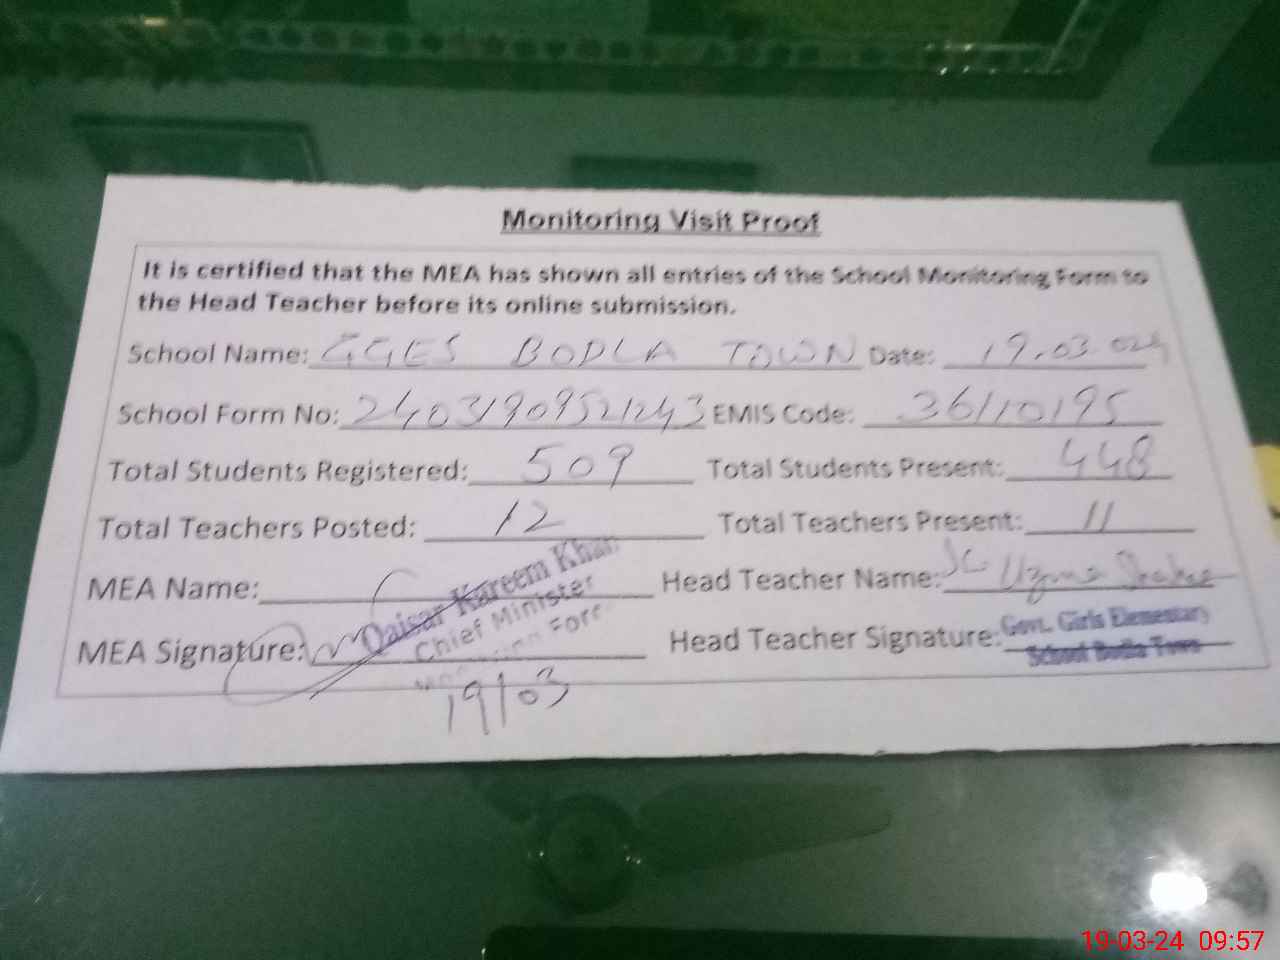 Monitoring Visit Proof
It is certified that the MEA has shown all entries of the School Monitoring Form to
the Head Teacher before its online submission.
School Name: GGES BODLA TOWN Date: 19.03.024
School Form No: 2403190951243 EMIS Code: 36110195
Total Students Registered: 509 Total Students Present: 448
Total Teachers Posted: 12 Total Teachers Present: 11
MEA Name: Head Teacher Name: Uzma
MEA Signature: Head Teacher Signature:
Qaisar Kareem Khan
Chief Minister
19/03
Govt. Girls Elementary
School Bodla Town
19-03-24 09:57